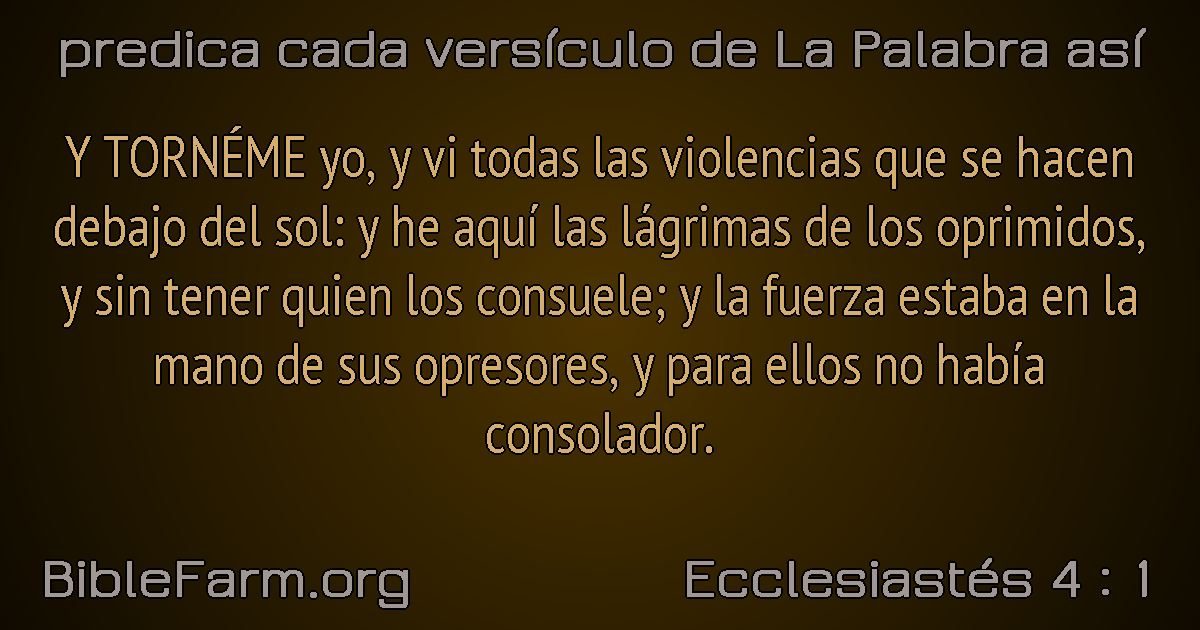 predica cada versículo de La Palabra así
Y TORNÉME yo, y vi todas las violencias que se hacen
debajo del sol: y he aquí las lágrimas de los oprimidos,
y sin tener quien los consuele; y la fuerza estaba en la
mano de sus opresores, y para ellos no había
consolador.
BibleFarm.org
Ecclesiastés 4 : 1